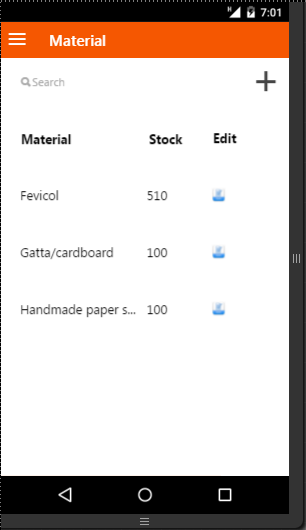 7:01
Material
Search
Material Stock Edit
Fevicol 510
Gatta/cardboard 100
Handmade paper s... 100